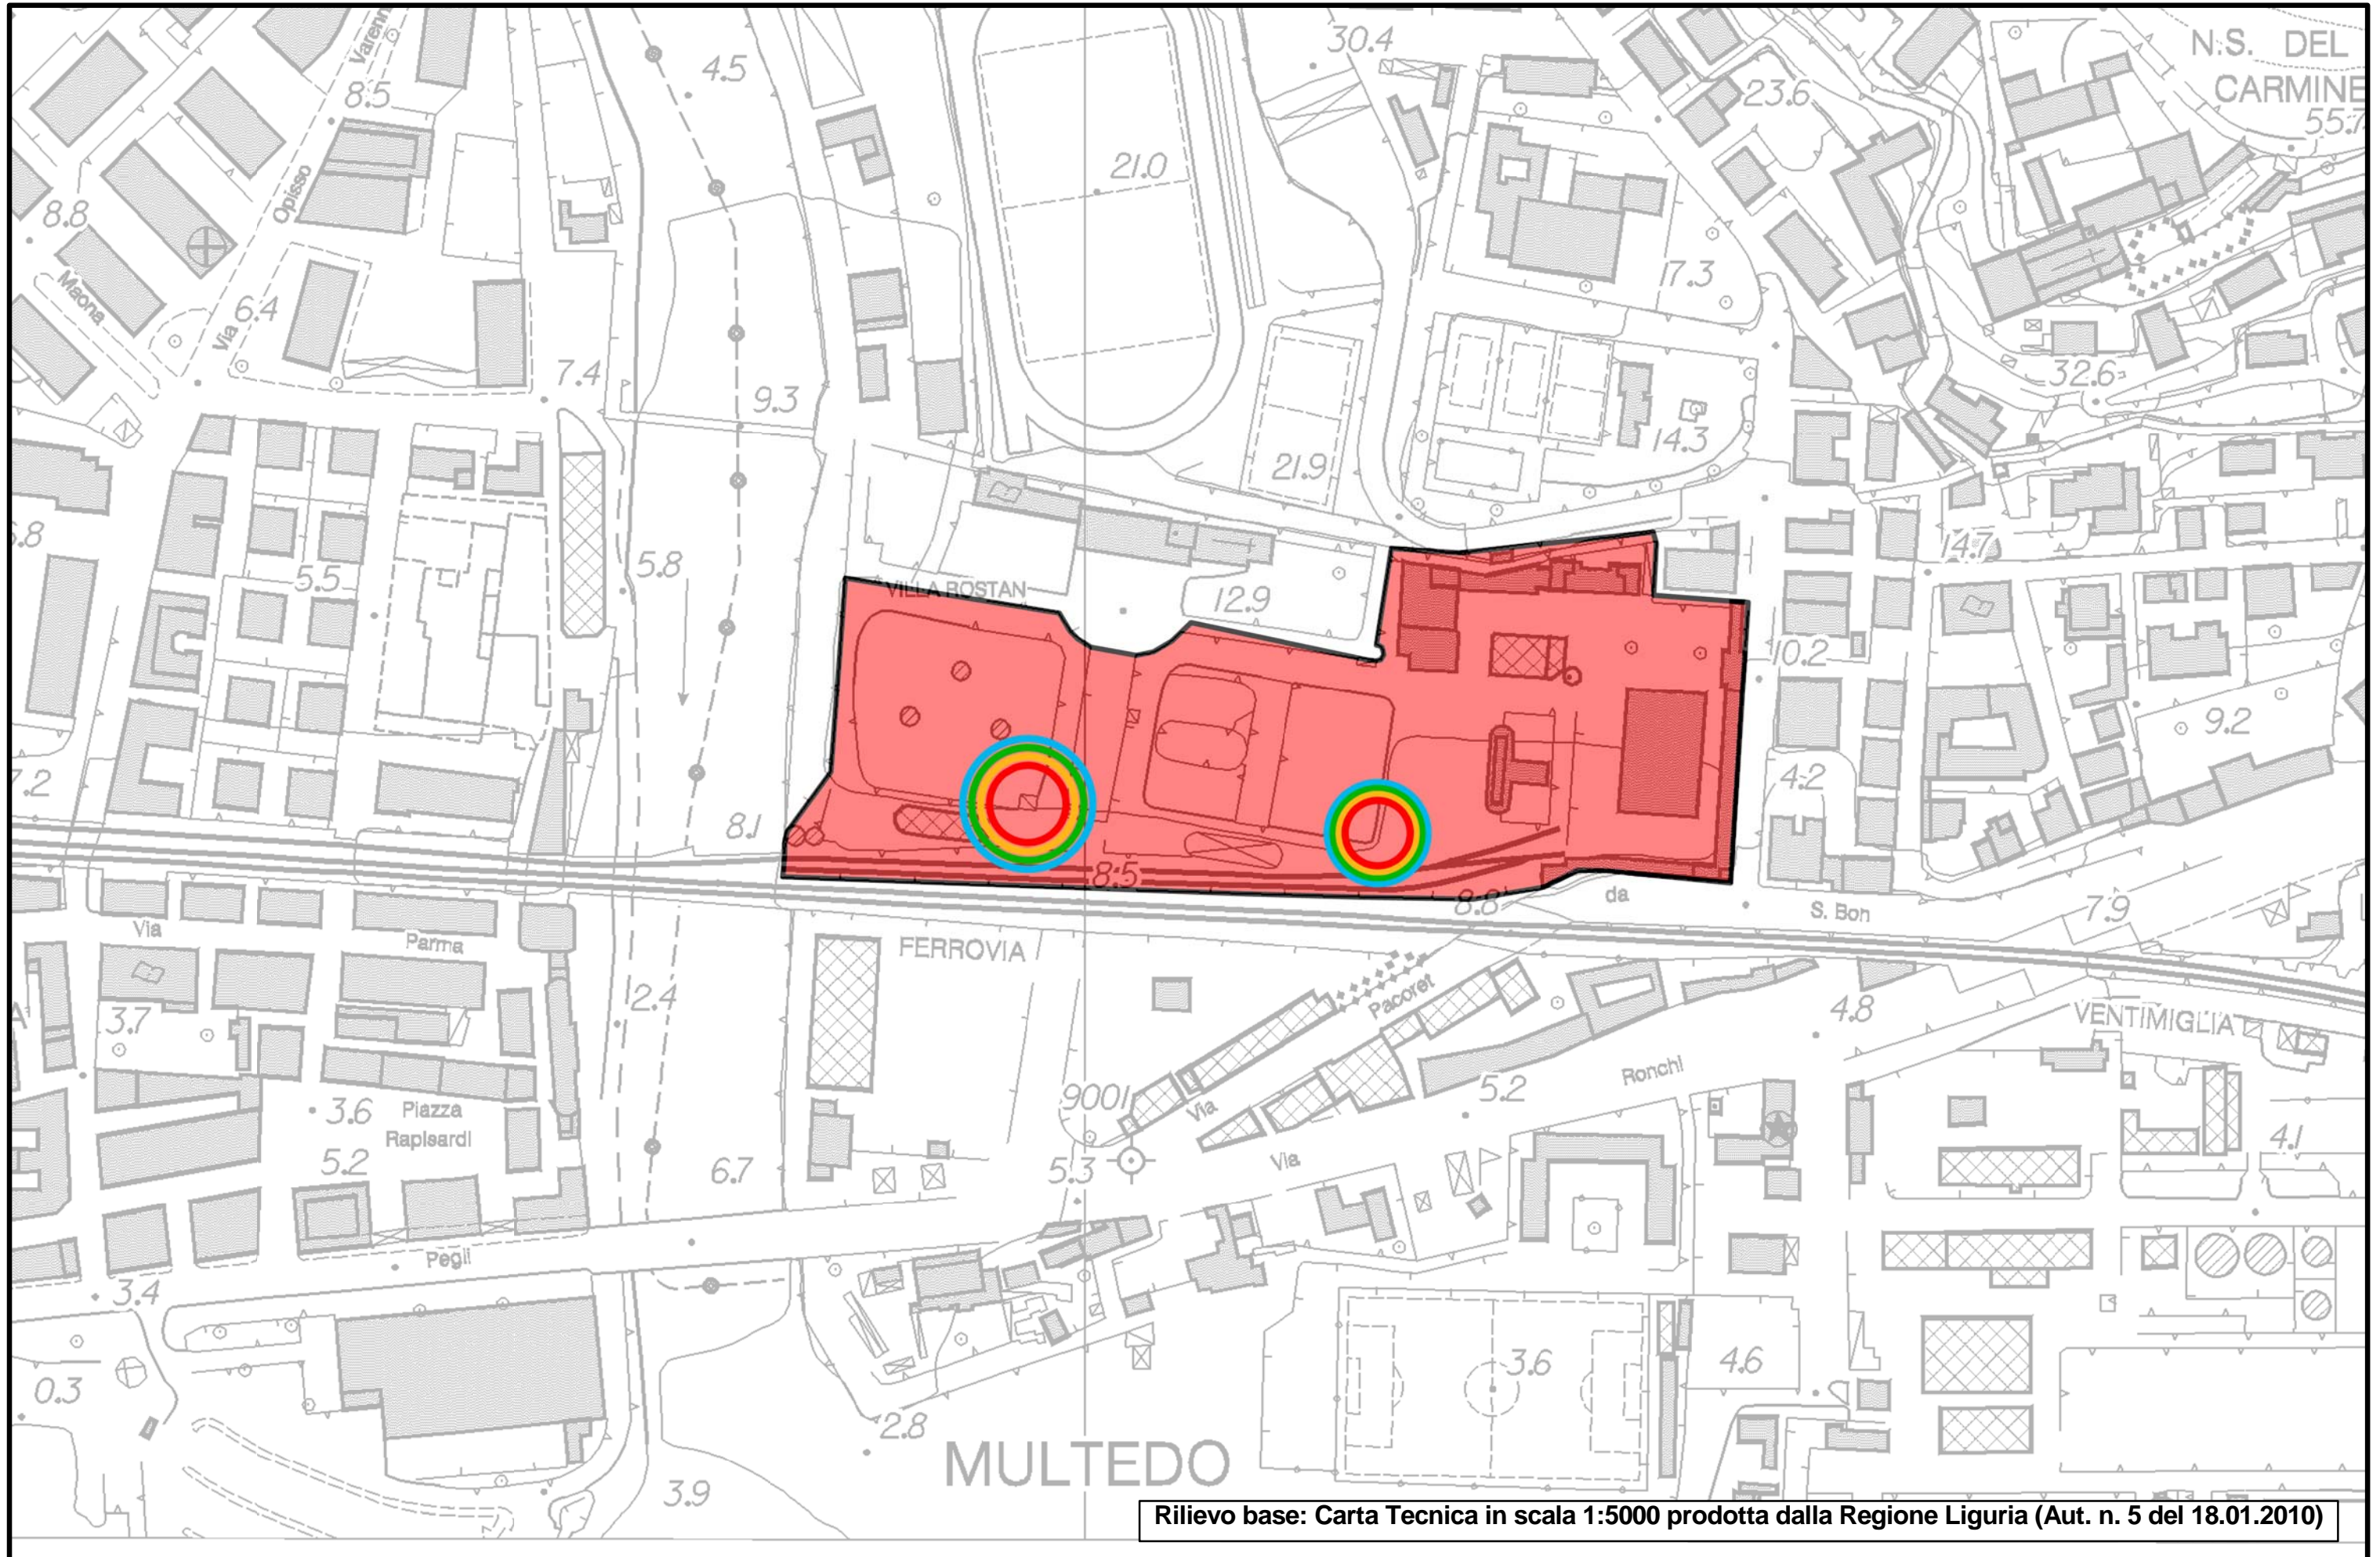 Varenn
4.5
30.4
N.S. DEL
CARMINE
8.5
23.6
55.7
21.0
Opisso
8.8
17.3
Maona
6.4
Via
7.4
9.3
32.6
14.3
21.9
6.8
14.7
5.8
5.5
VILLA ROSTAN
12.9
10.2
9.2
7.2
4.2
8.1
8.5
8.8
da
S. Bon
7.9
Via
Parma
FERROVIA
2.4
Pacoret
3.7
4.8
VENTIMIGLIA
Ronchi
9001
5.2
3.6
Piazza
Rapisardi
Via
4.1
5.2
6.7
5.3
Via
Pegli
3.4
3.6
4.6
0.3
2.8
MULTEDO
3.9
Rilievo base: Carta Tecnica in scala 1:5000 prodotta dalla Regione Liguria (Aut. n. 5 del 18.01.2010)